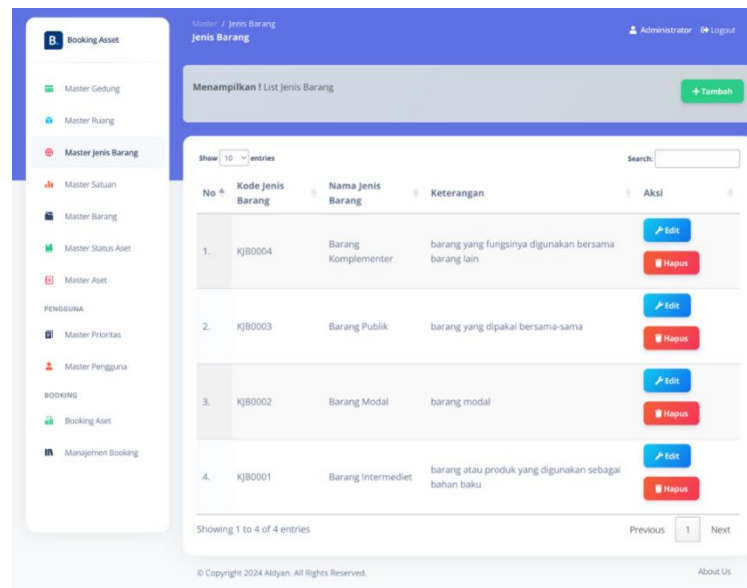 B. Booking Asset
Master Gedung
Master Ruang
Master Jenis Barang
Master Satuan
Master Barang
Master Status Aset
Master Aset
PENGGUNA
Master Prioritas
Master Pengguna
BOOKING
Booking Aset
Manajemen Booking
Master / Jenis Barang
Jenis Barang
Administrator Logout
Menampilkan ! List Jenis Barang
+ Tambah
Show 10 entries
Search:
No Kode Jenis Barang Nama Jenis Barang Keterangan Aksi
1. KJB0004 Barang Komplementer barang yang fungsinya digunakan bersama barang lain Edit
Hapus
2. KJB0003 Barang Publik barang yang dipakai bersama-sama Edit
Hapus
3. KJB0002 Barang Modal barang modal Edit
Hapus
4. KJB0001 Barang Intermediet barang atau produk yang digunakan sebagai bahan baku Edit
Hapus
Showing 1 to 4 of 4 entries
Previous 1 Next
© Copyright 2024 Aldyan. All Rights Reserved.
About Us